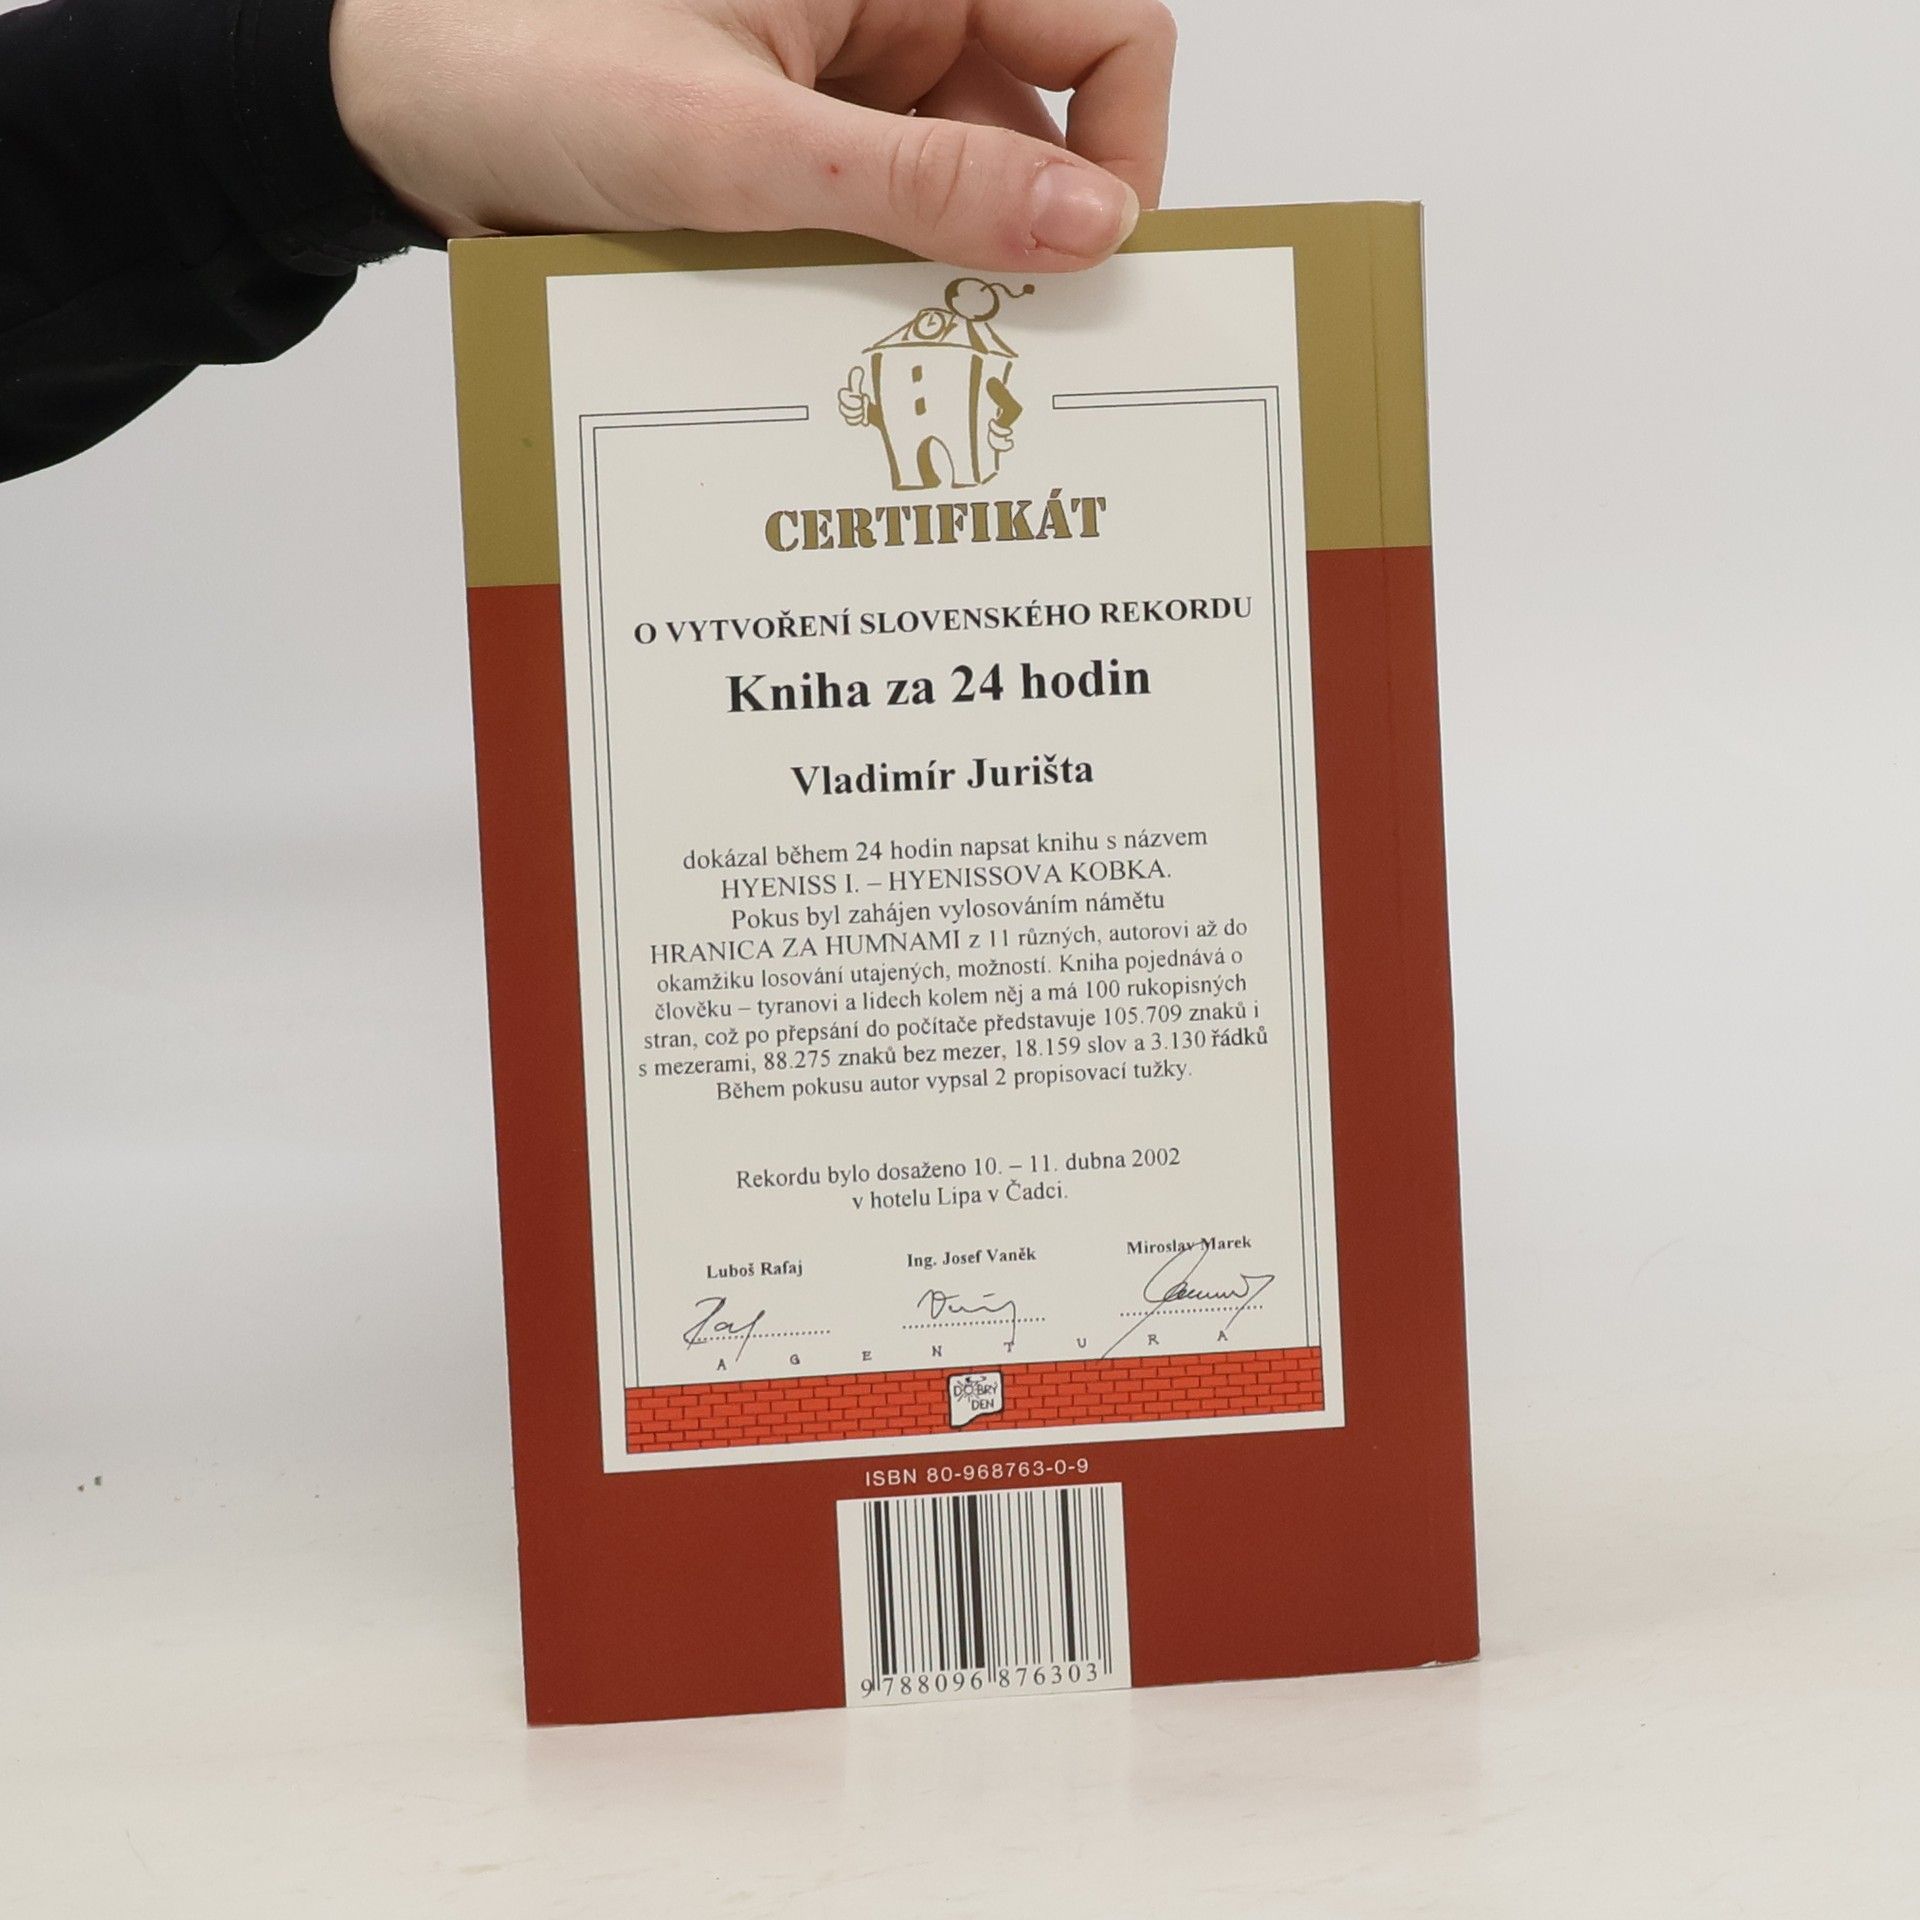 CERTIFIKÁT
O VYTVOŘENÍ SLOVENSKÉHO REKORDU
Kniha za 24 hodin
Vladimír Jurišta
dokázal během 24 hodin napsat knihu s názvem
HYENISS I. – HYENISSOVA KOBKA.
Pokus byl zahájen vylosováním námětu
HRANICA ZA HUMNAMI z 11 různých, autorovi až do
okamžiku losování utajených, možností. Kniha pojednává o
člověku – tyranovi a lidech kolem něj a má 100 rukopisných
stran, což po přepsání do počítače představuje 105.709 znaků i
s mezerami, 88.275 znaků bez mezer, 18.159 slov a 3.130 řádků
Během pokusu autor vypsal 2 propisovací tužky.
Rekordu bylo dosaženo 10. – 11. dubna 2002
v hotelu Lipa v Čadci.
Luboš Rafaj
Ing. Josef Vaněk
Miroslav Marek
A G E N T U R A
DOBRÝ
DEN
ISBN 80-968763-0-9
9 788096 876303